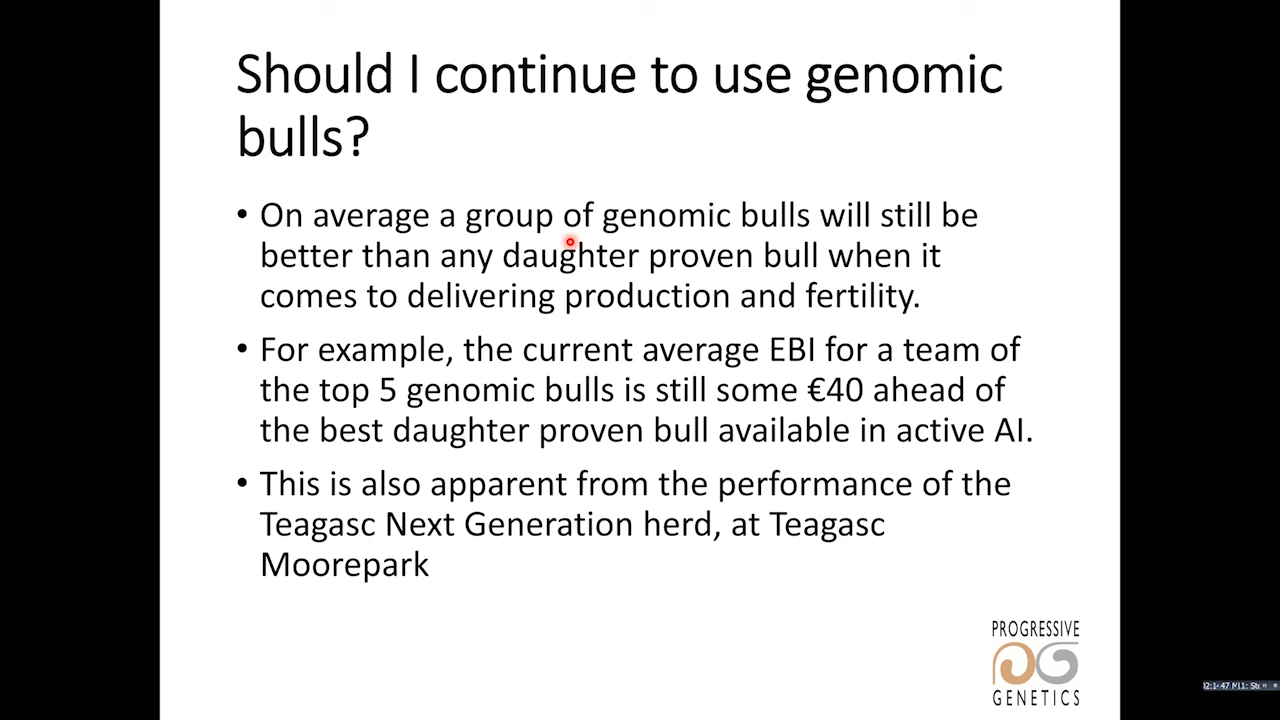 Should I continue to use genomic
bulls?
• On average a group of genomic bulls will still be
better than any daughter proven bull when it
comes to delivering production and fertility.
• For example, the current average EBI for a team of
the top 5 genomic bulls is still some €40 ahead of
the best daughter proven bull available in active AI.
• This is also apparent from the performance of the
Teagasc Next Generation herd, at Teagasc
Moorepark
PROGRESSIVE
GENETICS